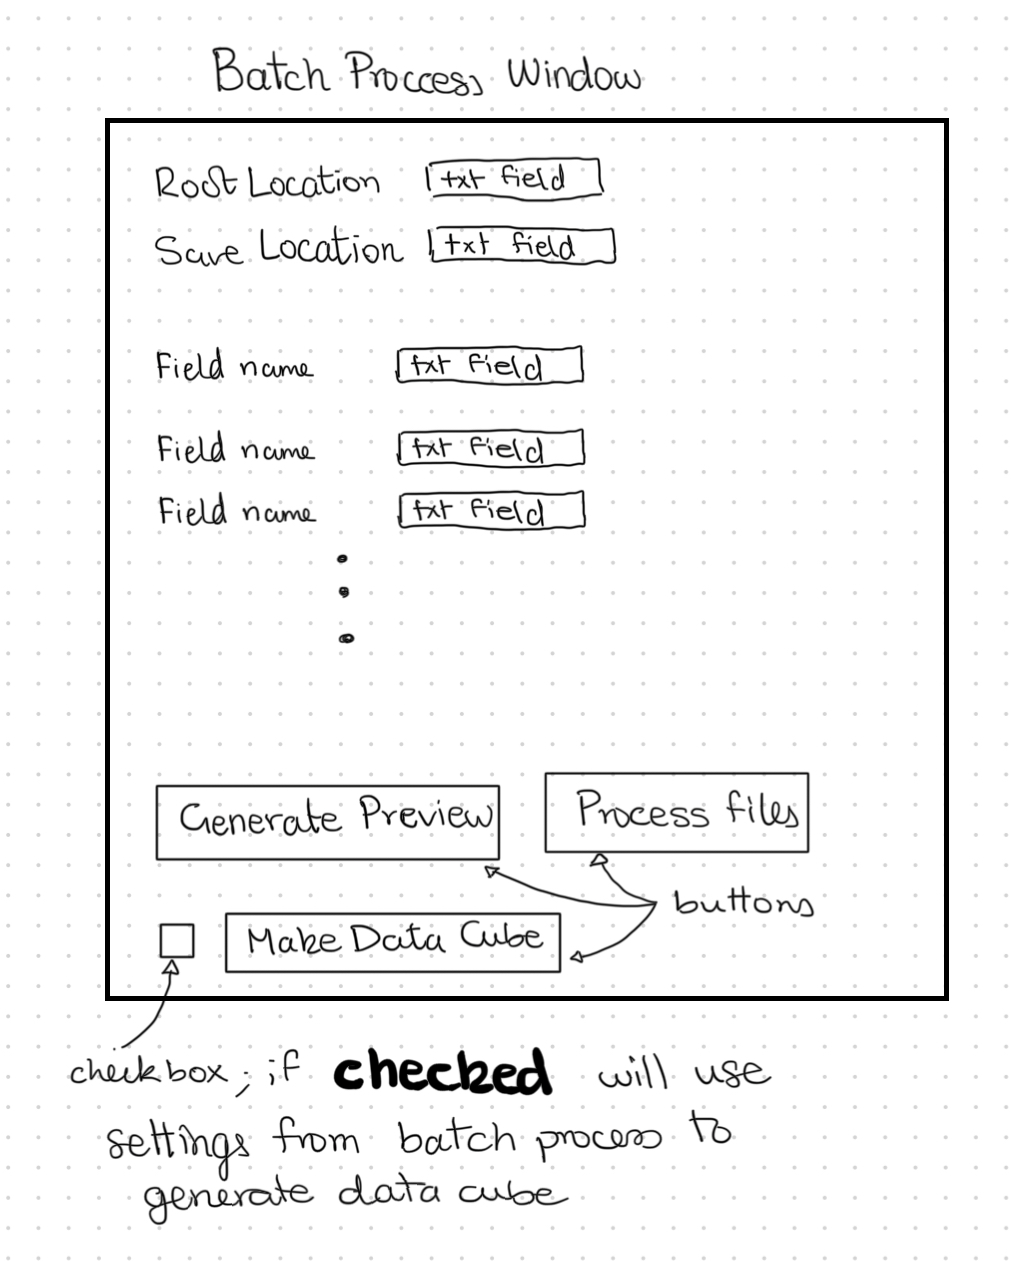 Batch Proccess Window
Root Location txt field
Save Location txt field
Field name txt field
Field name txt field
Field name txt field
Generate Preview Process files
buttons
Make Data Cube
checkbox; if checked will use
settings from batch process to
generate data cube